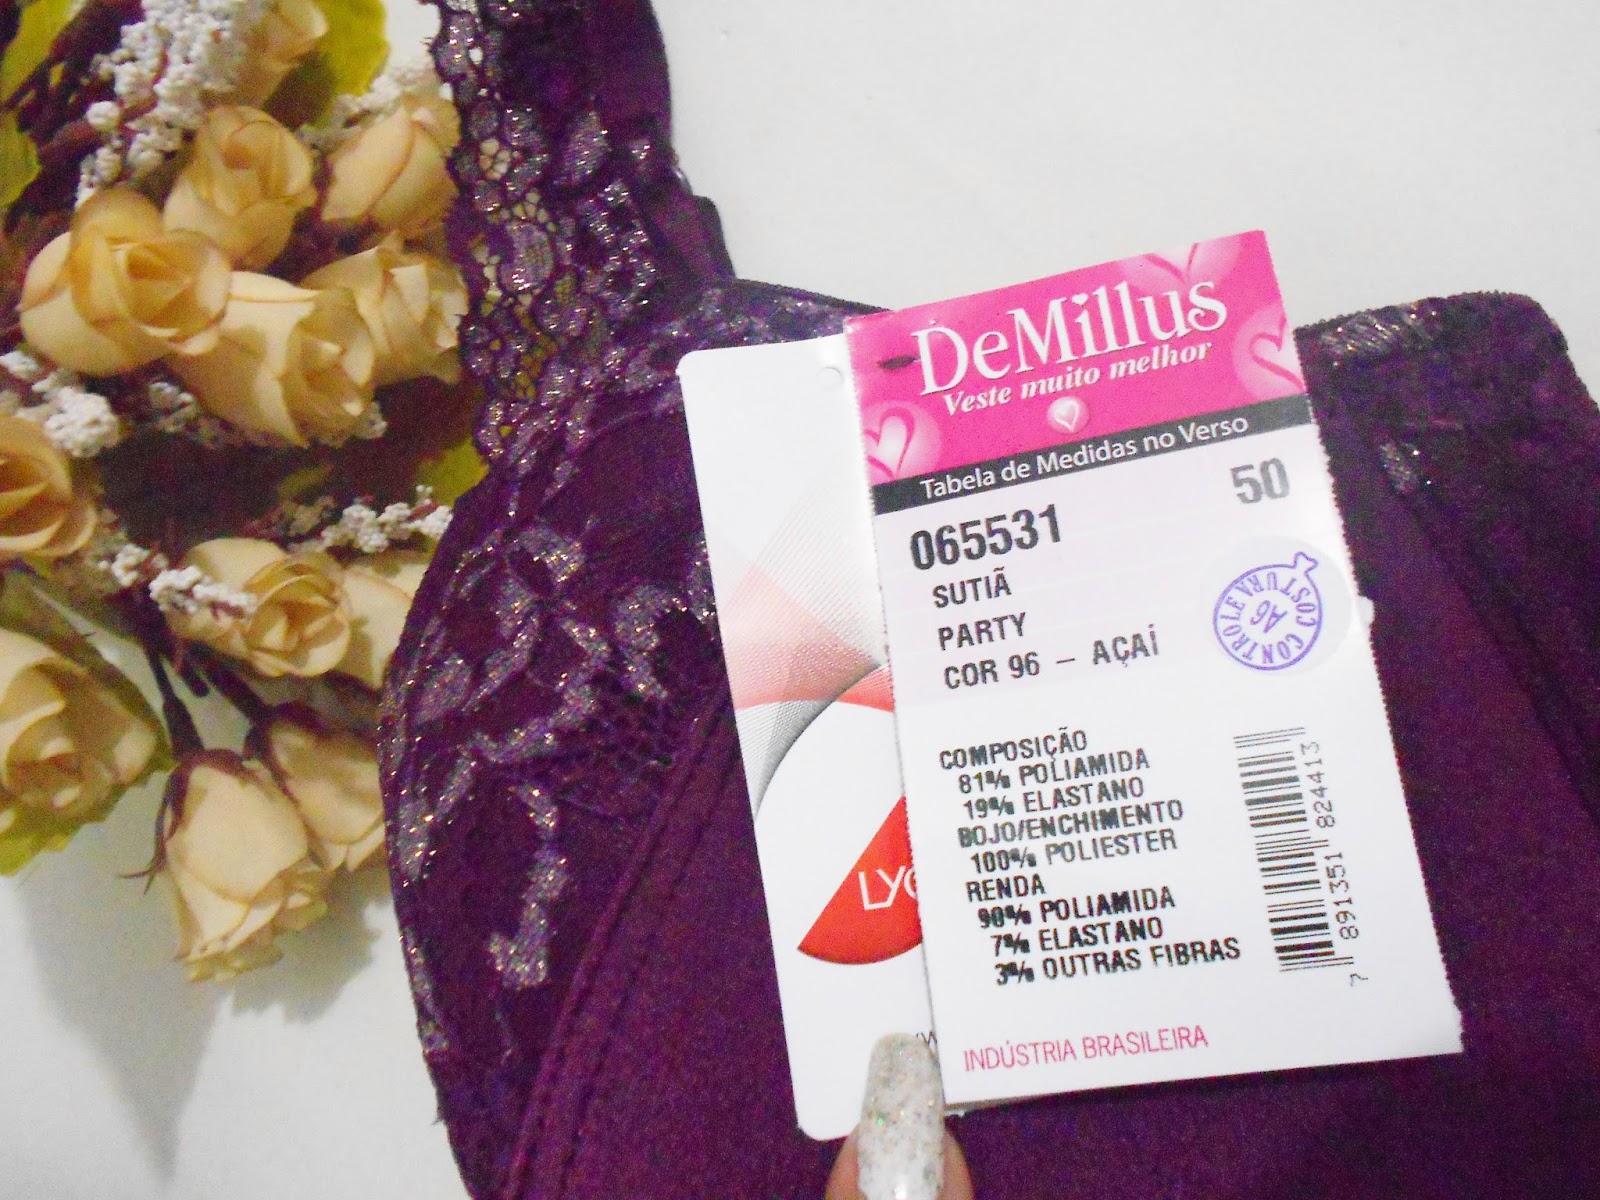 DeMillus
Veste muito melhor
Tabela de Medidas no Verso
50
065531
SUTIÃ
PARTY
COR 96 - AÇAÍ
CONTROLE COSTURA
AG
COMPOSIÇÃO
81% POLIAMIDA
19% ELASTANO
BOJO/ENCHIMENTO
100% POLIESTER
RENDA
90% POLIAMIDA
7% ELASTANO
3% OUTRAS FIBRAS
7 891351 824413
INDÚSTRIA BRASILEIRA